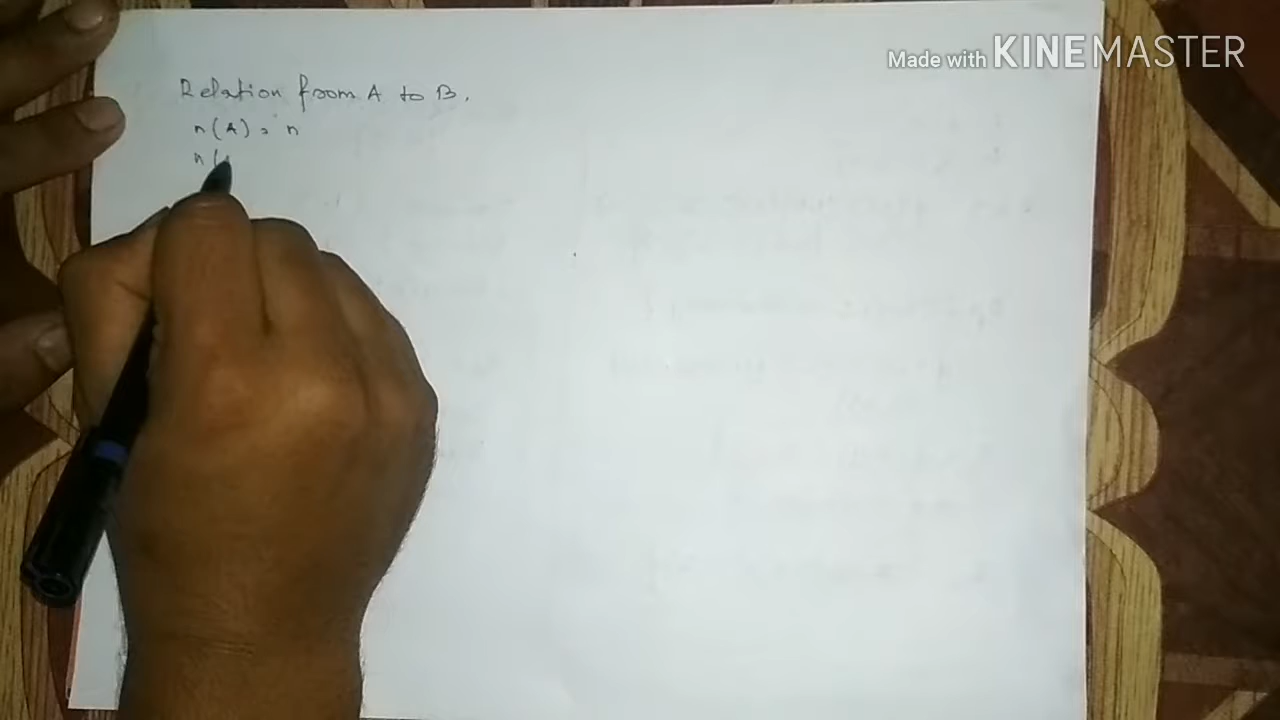 Made with KINEMASTER
Relation from A to B.
n(A) = n
n(